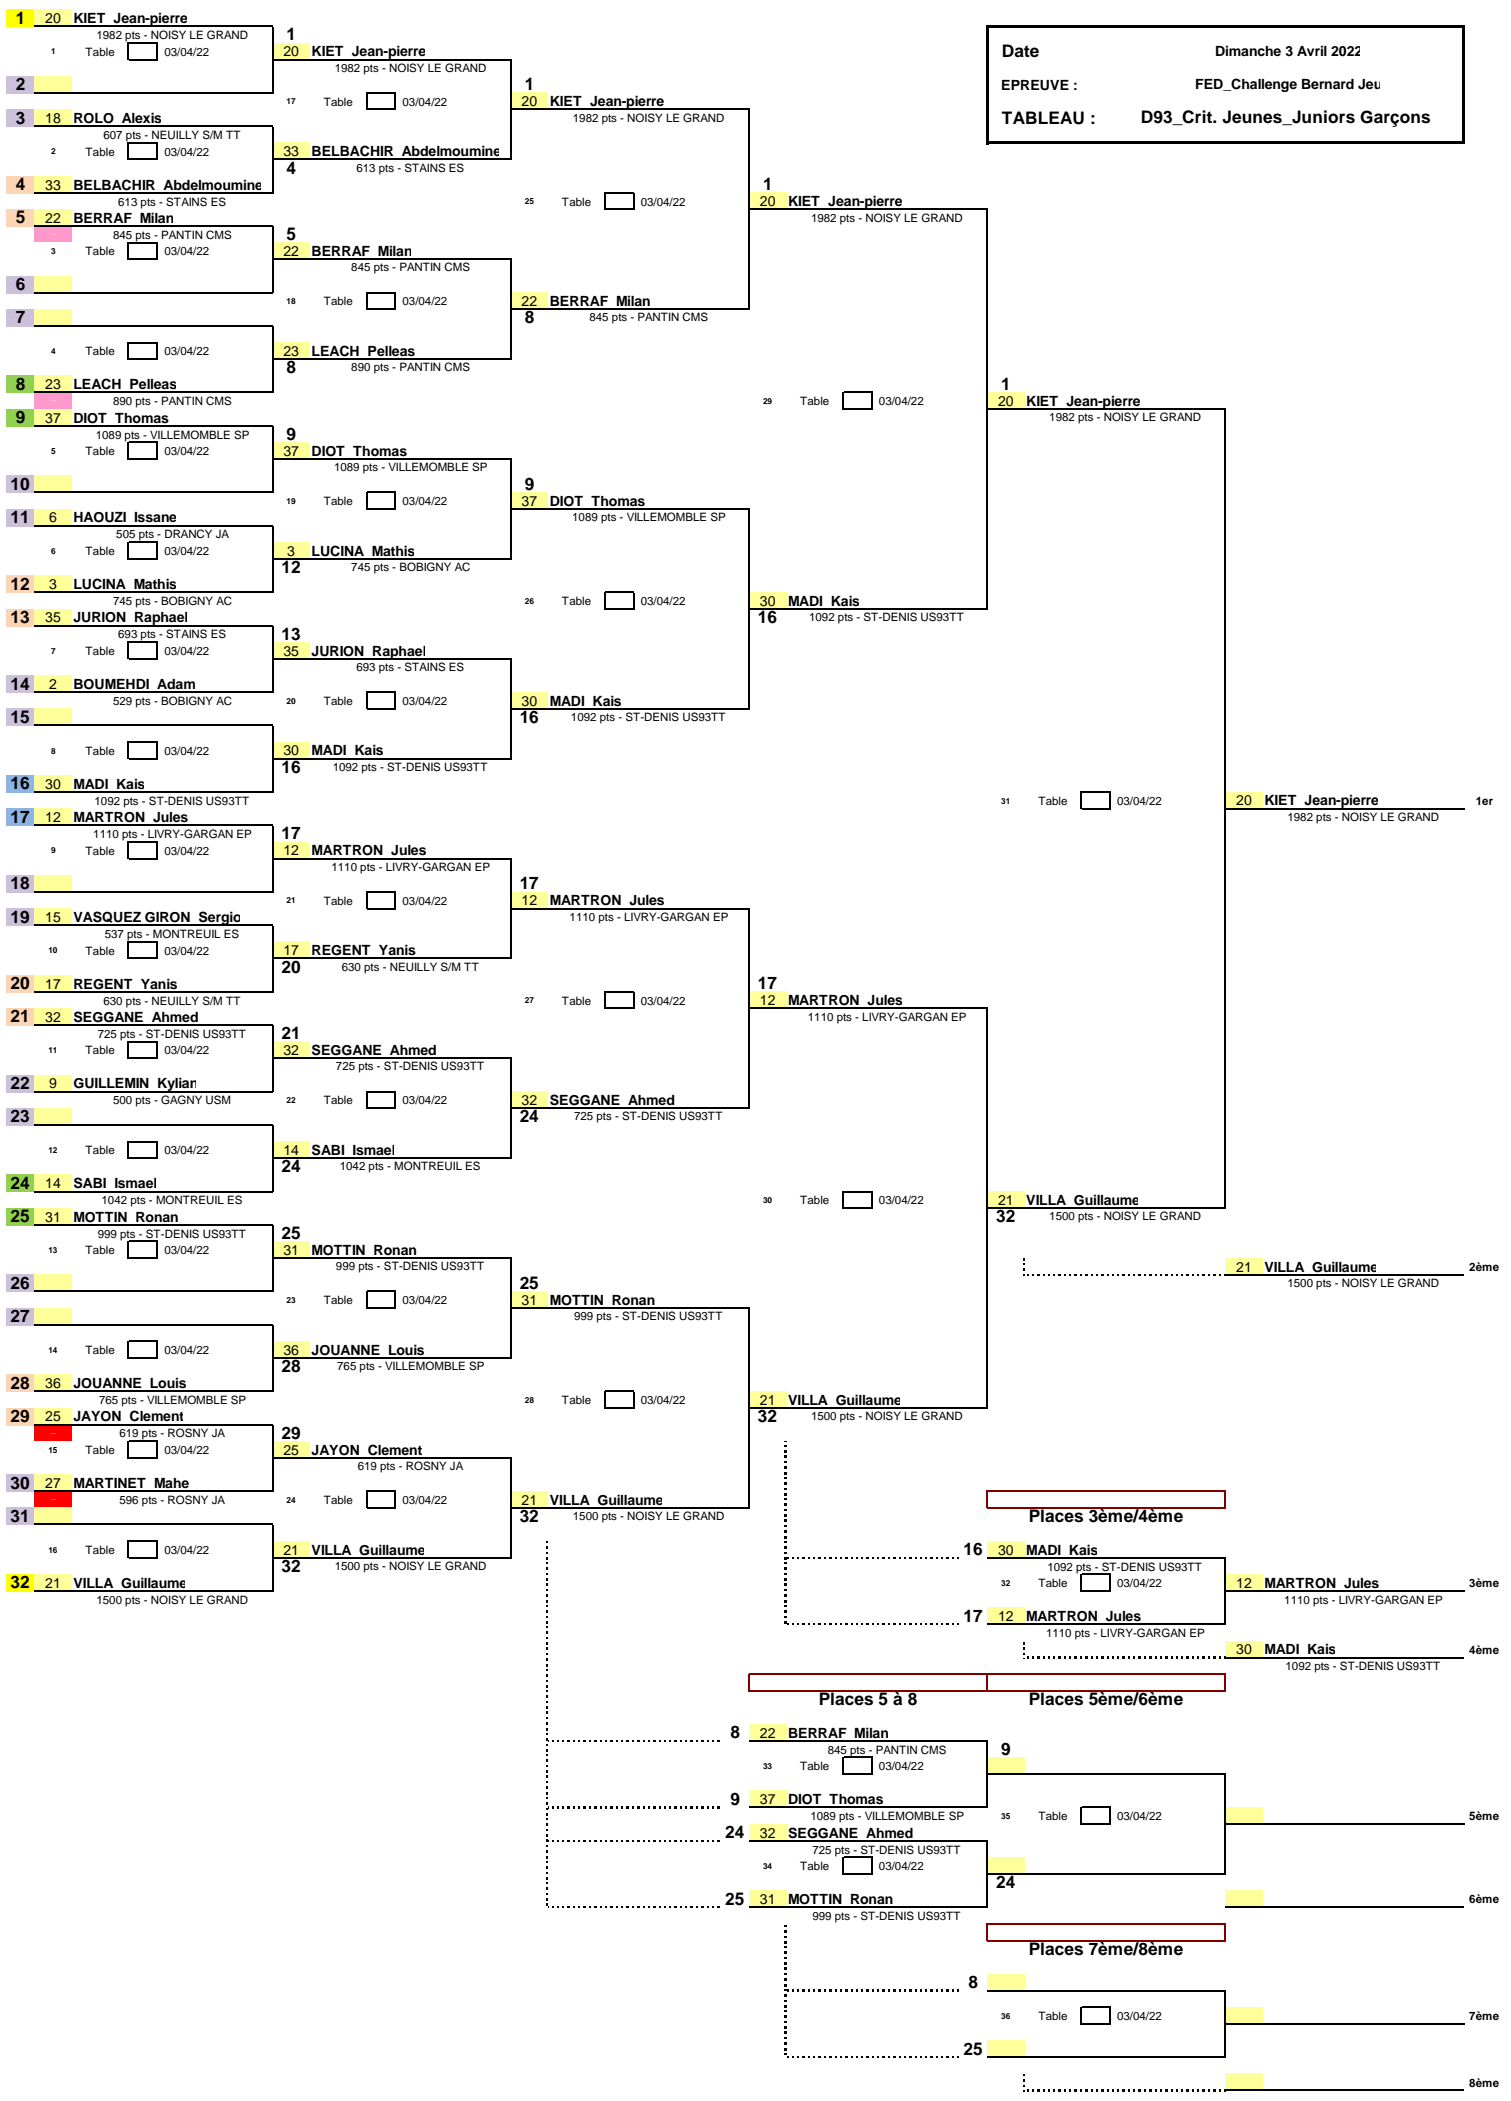 1 20 KIET Jean-pierre
1982 pts - NOISY LE GRAND
1 Table 03/04/22
2
3 18 ROLO Alexis
607 pts - NEUILLY S/M TT
2 Table 03/04/22
4 33 BELBACHIR Abdelmoumine
613 pts - STAINS ES
5 22 BERRAF Milan
845 pts - PANTIN CMS
3 Table 03/04/22
6
7
4 Table 03/04/22
8 23 LEACH Pelleas
890 pts - PANTIN CMS
9 37 DIOT Thomas
1089 pts - VILLEMOMBLE SP
5 Table 03/04/22
10
11 6 HAOUZI Issane
505 pts - DRANCY JA
6 Table 03/04/22
12 3 LUCINA Mathis
745 pts - BOBIGNY AC
13 35 JURION Raphael
693 pts - STAINS ES
7 Table 03/04/22
14 2 BOUMEHDI Adam
529 pts - BOBIGNY AC
15
8 Table 03/04/22
16 30 MADI Kais
1092 pts - ST-DENIS US93TT
17 12 MARTRON Jules
1110 pts - LIVRY-GARGAN EP
9 Table 03/04/22
18
19 15 VASQUEZ GIRON Sergio
537 pts - MONTREUIL ES
10 Table 03/04/22
20 17 REGENT Yanis
630 pts - NEUILLY S/M TT
21 32 SEGGANE Ahmed
725 pts - ST-DENIS US93TT
11 Table 03/04/22
22 9 GUILLEMIN Kylian
500 pts - GAGNY USM
23
12 Table 03/04/22
24 14 SABI Ismael
1042 pts - MONTREUIL ES
25 31 MOTTIN Ronan
999 pts - ST-DENIS US93TT
13 Table 03/04/22
26
27
14 Table 03/04/22
28 36 JOUANNE Louis
765 pts - VILLEMOMBLE SP
29 25 JAYON Clement
619 pts - ROSNY JA
15 Table 03/04/22
30 27 MARTINET Mahe
596 pts - ROSNY JA
31
16 Table 03/04/22
32 21 VILLA Guillaume
1500 pts - NOISY LE GRAND
1
20 KIET Jean-pierre
1982 pts - NOISY LE GRAND
17 Table 03/04/22
33 BELBACHIR Abdelmoumine
4 613 pts - STAINS ES
5
22 BERRAF Milan
845 pts - PANTIN CMS
18 Table 03/04/22
23 LEACH Pelleas
8 890 pts - PANTIN CMS
9
37 DIOT Thomas
1089 pts - VILLEMOMBLE SP
19 Table 03/04/22
3 LUCINA Mathis
12 745 pts - BOBIGNY AC
13
35 JURION Raphael
693 pts - STAINS ES
20 Table 03/04/22
30 MADI Kais
16 1092 pts - ST-DENIS US93TT
17
12 MARTRON Jules
1110 pts - LIVRY-GARGAN EP
21 Table 03/04/22
17 REGENT Yanis
20 630 pts - NEUILLY S/M TT
21
32 SEGGANE Ahmed
725 pts - ST-DENIS US93TT
22 Table 03/04/22
14 SABI Ismael
24 1042 pts - MONTREUIL ES
25
31 MOTTIN Ronan
999 pts - ST-DENIS US93TT
23 Table 03/04/22
36 JOUANNE Louis
28 765 pts - VILLEMOMBLE SP
29
25 JAYON Clement
619 pts - ROSNY JA
24 Table 03/04/22
21 VILLA Guillaume
32 1500 pts - NOISY LE GRAND
1
20 KIET Jean-pierre
1982 pts - NOISY LE GRAND
25 Table 03/04/22
22 BERRAF Milan
8 845 pts - PANTIN CMS
9
37 DIOT Thomas
1089 pts - VILLEMOMBLE SP
26 Table 03/04/22
30 MADI Kais
16 1092 pts - ST-DENIS US93TT
17
12 MARTRON Jules
1110 pts - LIVRY-GARGAN EP
27 Table 03/04/22
32 SEGGANE Ahmed
24 725 pts - ST-DENIS US93TT
25
31 MOTTIN Ronan
999 pts - ST-DENIS US93TT
28 Table 03/04/22
21 VILLA Guillaume
32 1500 pts - NOISY LE GRAND
1
20 KIET Jean-pierre
1982 pts - NOISY LE GRAND
29 Table 03/04/22
30 MADI Kais
16 1092 pts - ST-DENIS US93TT
17
12 MARTRON Jules
1110 pts - LIVRY-GARGAN EP
30 Table 03/04/22
21 VILLA Guillaume
32 1500 pts - NOISY LE GRAND
Date Dimanche 3 Avril 2022
EPREUVE : FED_Challenge Bernard Jeu
TABLEAU : D93_Crit. Jeunes_Juniors Garçons
1
20 KIET Jean-pierre
1982 pts - NOISY LE GRAND
31 Table 03/04/22
21 VILLA Guillaume
32 1500 pts - NOISY LE GRAND
20 KIET Jean-pierre 1er
1982 pts - NOISY LE GRAND
21 VILLA Guillaume 2ème
1500 pts - NOISY LE GRAND
Places 3ème/4ème
16 30 MADI Kais
1092 pts - ST-DENIS US93TT
32 Table 03/04/22
17 12 MARTRON Jules
1110 pts - LIVRY-GARGAN EP
12 MARTRON Jules 3ème
1110 pts - LIVRY-GARGAN EP
30 MADI Kais 4ème
1092 pts - ST-DENIS US93TT
Places 5 à 8 Places 5ème/6ème
8 22 BERRAF Milan
845 pts - PANTIN CMS
33 Table 03/04/22
9 37 DIOT Thomas
1089 pts - VILLEMOMBLE SP
24 32 SEGGANE Ahmed
725 pts - ST-DENIS US93TT
34 Table 03/04/22
25 31 MOTTIN Ronan
999 pts - ST-DENIS US93TT
9
35 Table 03/04/22
24
5ème
6ème
Places 7ème/8ème
8
36 Table 03/04/22
25
7ème
8ème